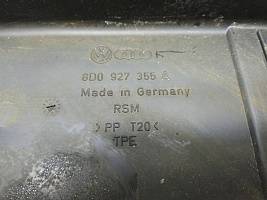 8D0 927 355 A
Made in Germany
RSM
>PP T20<
TPE